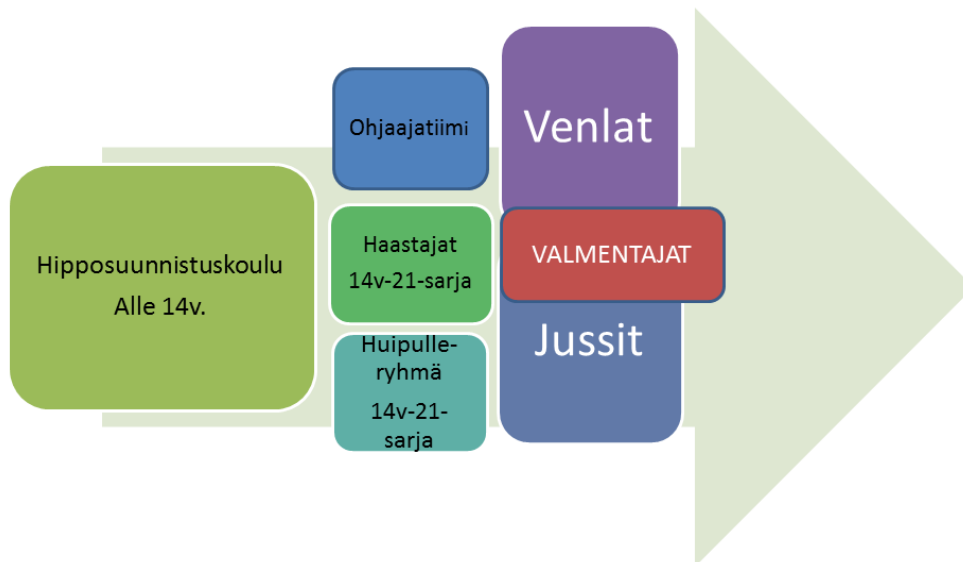 Hipposuunnistuskoulu
Alle 14v.
Ohjaajatiimi
Haastajat
14v-21-sarja
Huipulle-
ryhmä
14v-21-
sarja
Venlat
VALMENTAJAT
Jussit